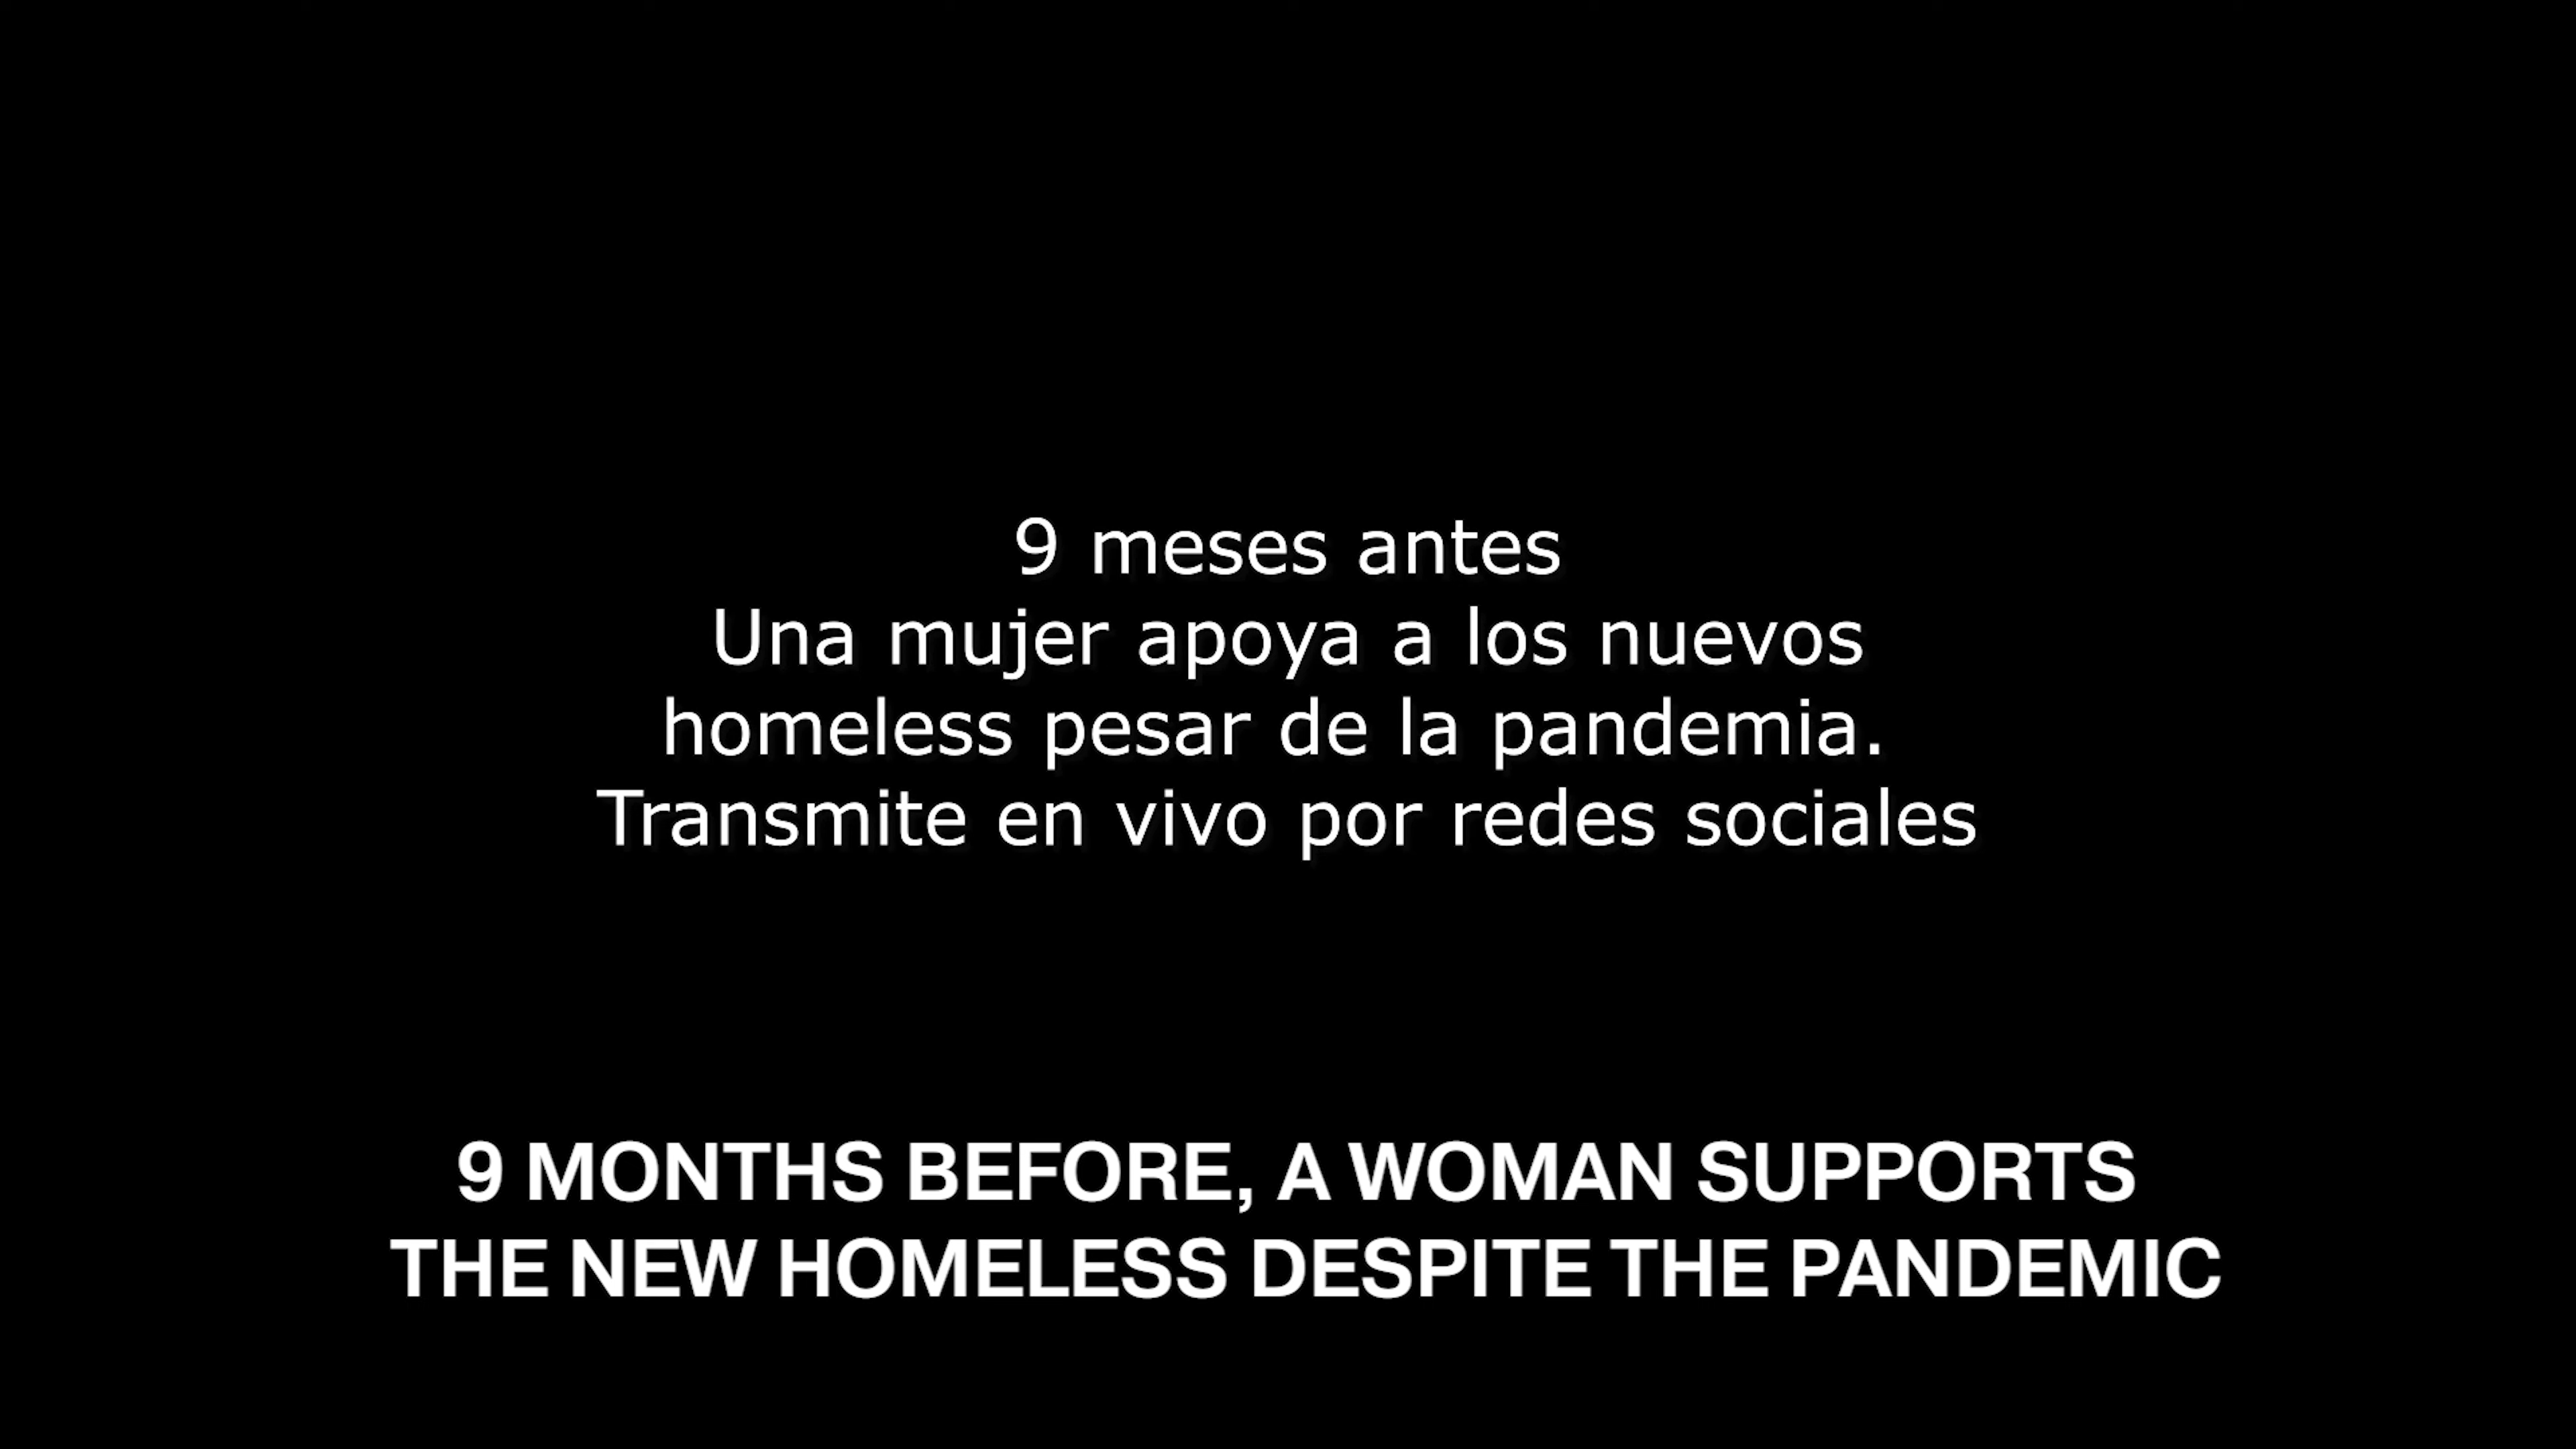 9 meses antes
Una mujer apoya a los nuevos
homeless pesar de la pandemia.
Transmite en vivo por redes sociales
9 MONTHS BEFORE, A WOMAN SUPPORTS
THE NEW HOMELESS DESPITE THE PANDEMIC